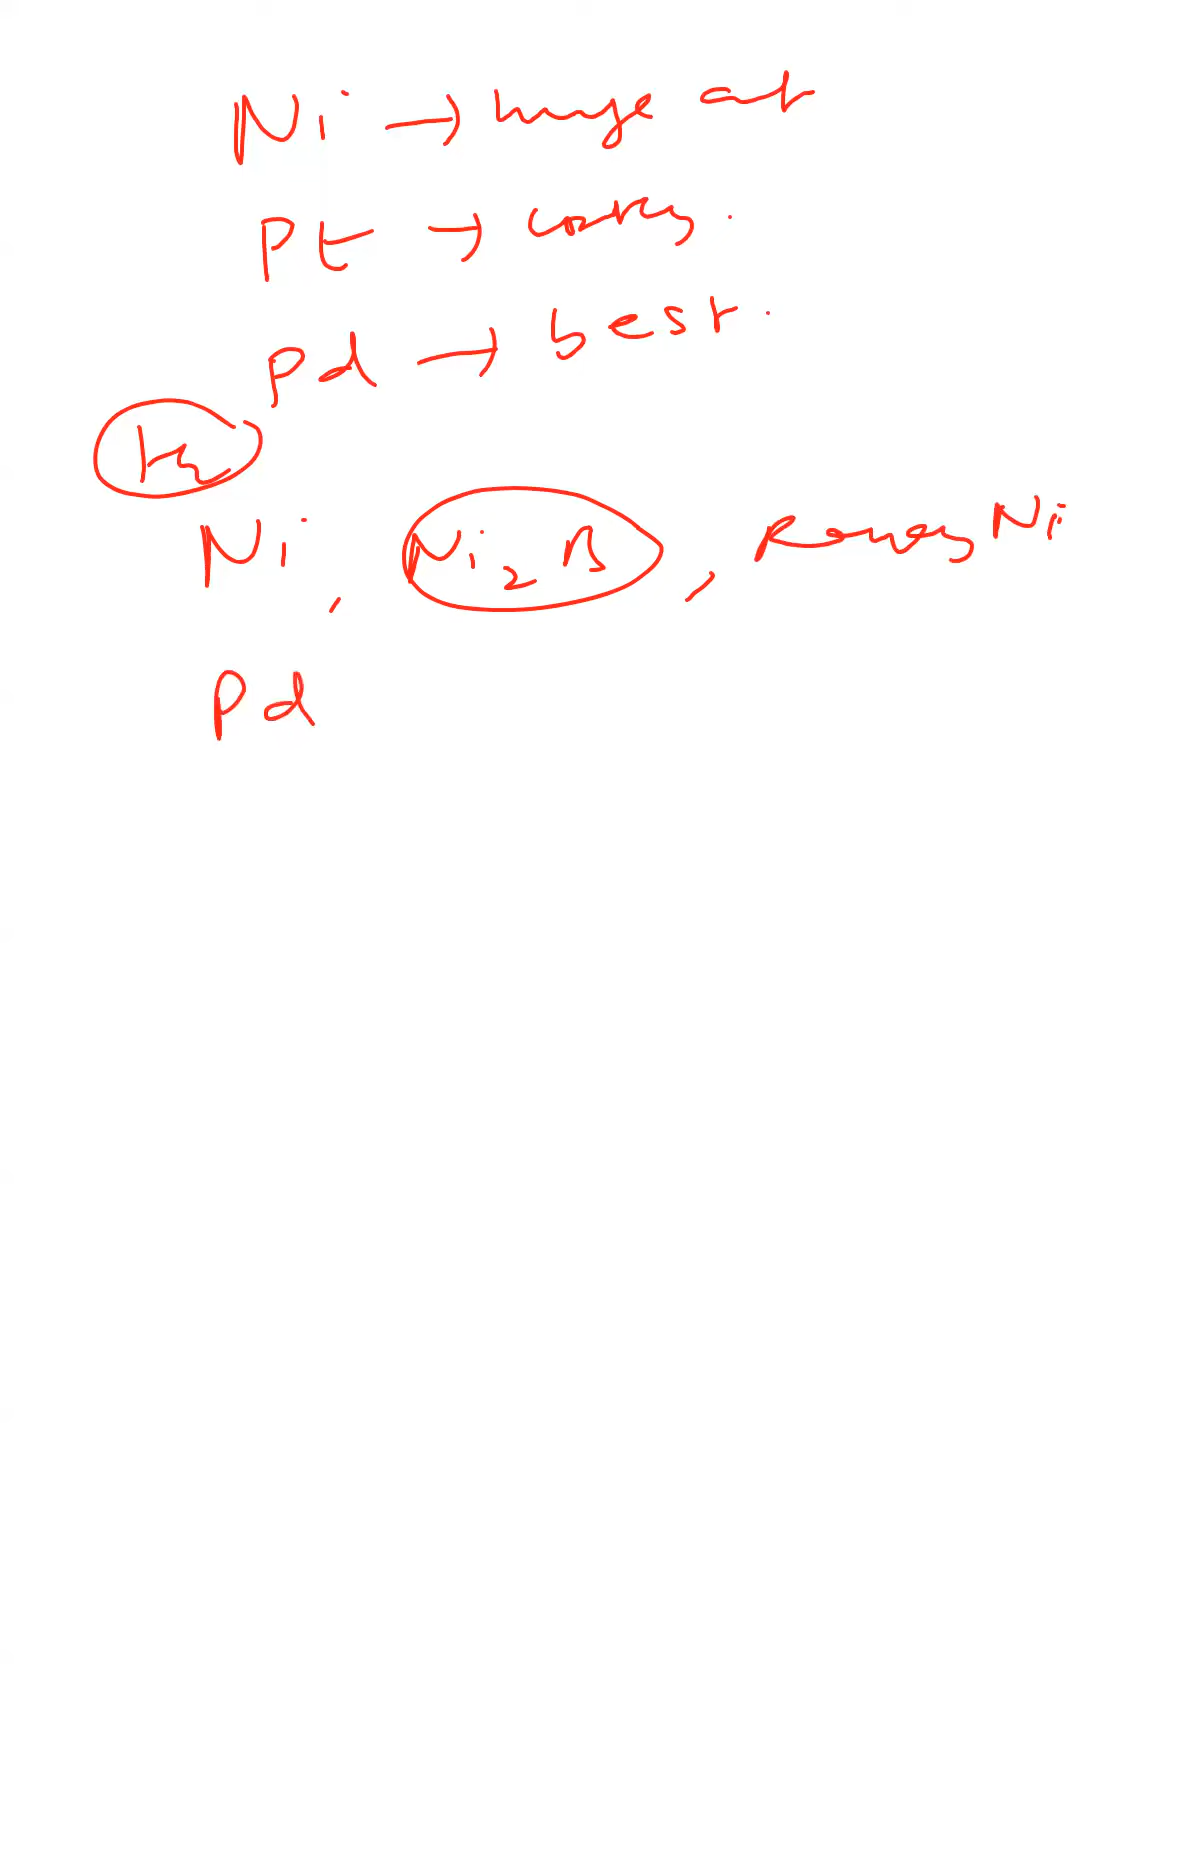 Ni → huge amt
Pt → costly.
Pd → best.
H₂
Ni, Ni₂B, Raney Ni
Pd